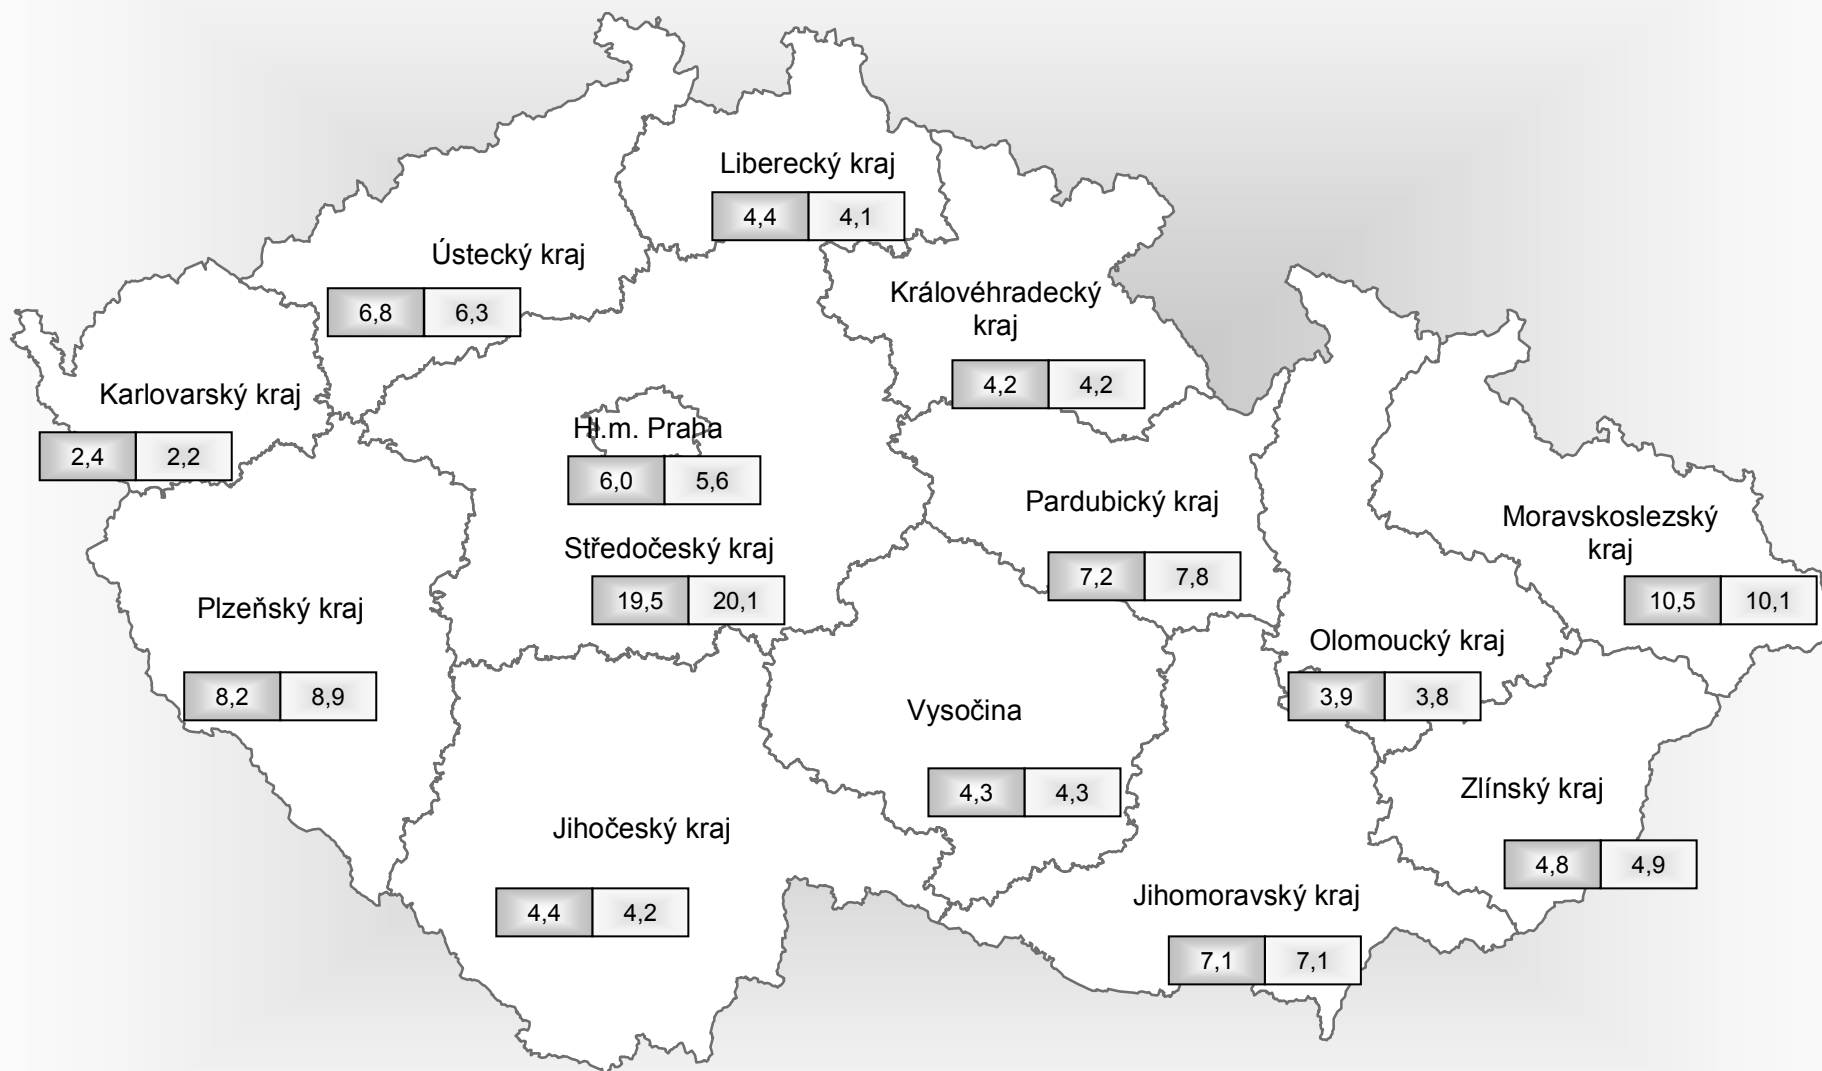 Liberecký kraj
4,4 4,1
Ústecký kraj
6,8 6,3
Královéhradecký
kraj
4,2 4,2
Karlovarský kraj
2,4 2,2
Hl.m. Praha
6,0 5,6
Pardubický kraj
7,2 7,8
Moravskoslezský
kraj
10,5 10,1
Středočeský kraj
19,5 20,1
Plzeňský kraj
8,2 8,9
Olomoucký kraj
3,9 3,8
Vysočina
4,3 4,3
Zlínský kraj
4,8 4,9
Jihočeský kraj
4,4 4,2
Jihomoravský kraj
7,1 7,1